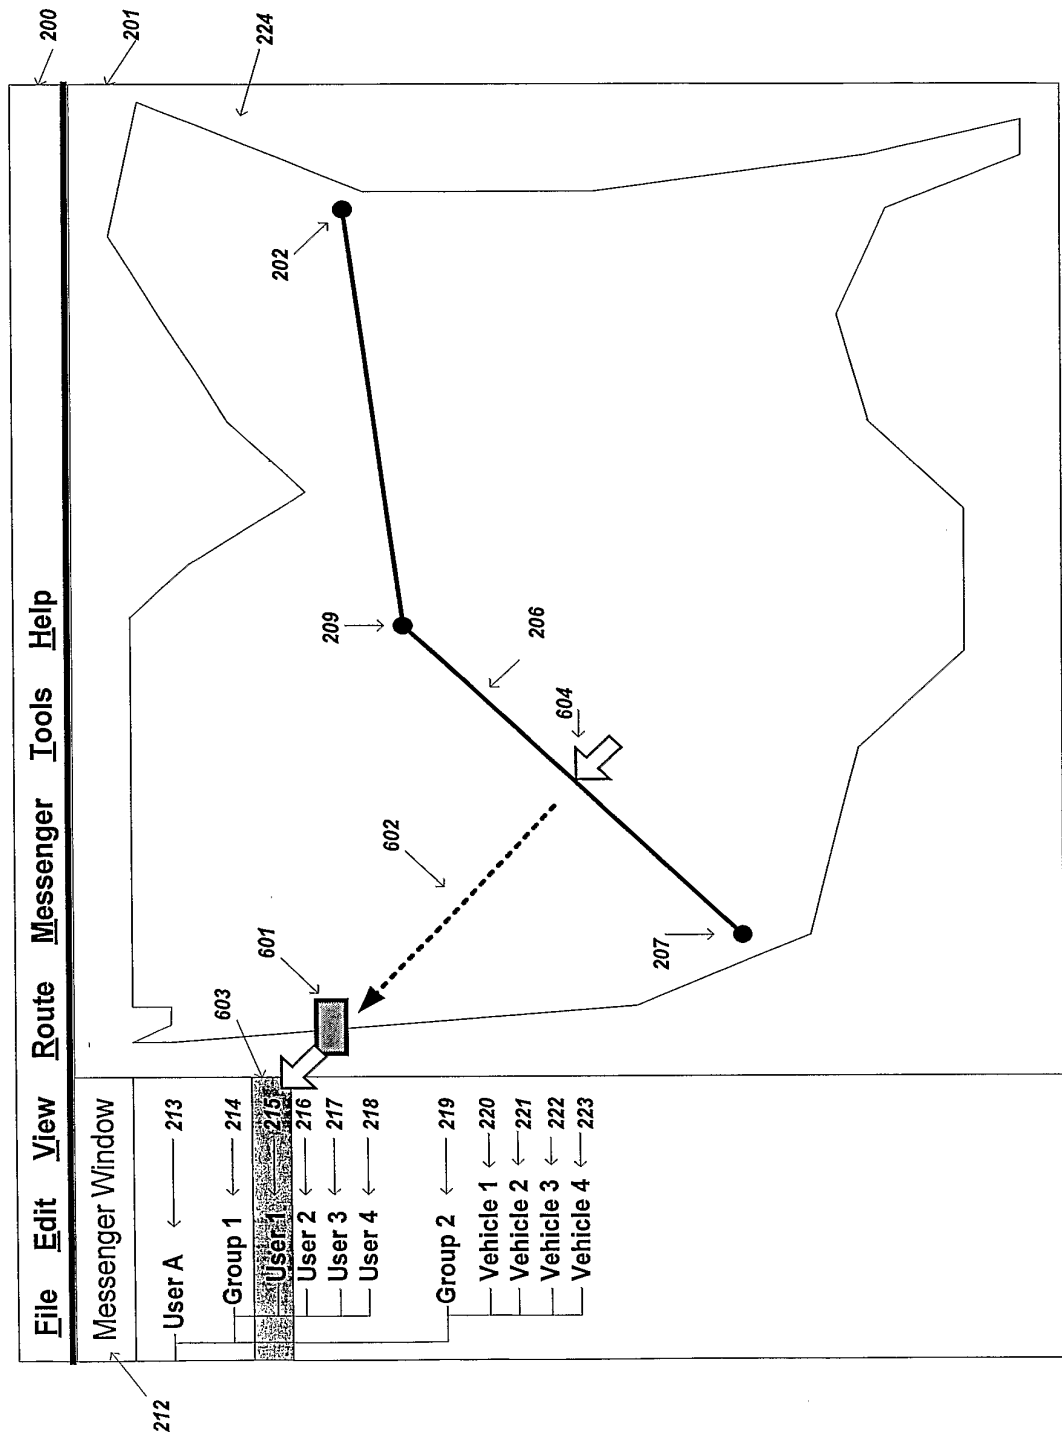 File Edit View Route Messenger Tools Help
200
201
Messenger Window
212
User A
213
Group 1
214
User 1
215
User 2
216
User 3
217
User 4
218
Group 2
219
Vehicle 1
220
Vehicle 2
221
Vehicle 3
222
Vehicle 4
223
603
601
602
604
207
206
209
202
224